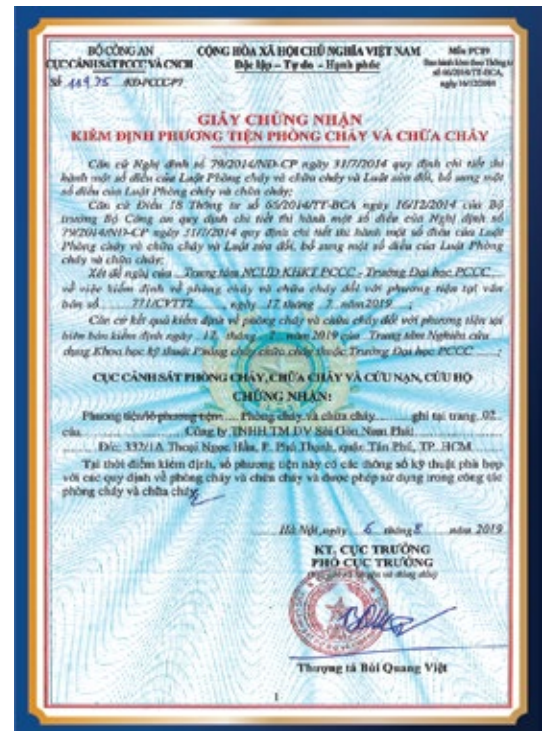 BỘ CÔNG AN
CỤC CẢNH SÁT PCCC VÀ CNCH
Số 11975 /KĐ-PCCC-P7
CỘNG HÒA XÃ HỘI CHỦ NGHĨA VIỆT NAM
Độc lập – Tự do – Hạnh phúc
Mẫu PC19
Ban hành kèm theo Thông tư
số 66/2014/TT-BCA,
ngày 16/12/2014
GIẤY CHỨNG NHẬN
KIỂM ĐỊNH PHƯƠNG TIỆN PHÒNG CHÁY VÀ CHỮA CHÁY
Căn cứ Nghị định số 79/2014/NĐ-CP ngày 31/7/2014 quy định chi tiết thi
hành một số điều của Luật Phòng cháy và chữa cháy và Luật sửa đổi, bổ sung một
số điều của Luật Phòng cháy và chữa cháy;
Căn cứ Điều 18 Thông tư số 66/2014/TT-BCA ngày 16/12/2014 của Bộ
trưởng Bộ Công an quy định chi tiết thi hành một số điều của Nghị định số
79/2014/NĐ-CP ngày 31/7/2014 quy định chi tiết thi hành một số điều của Luật
Phòng cháy và chữa cháy và Luật sửa đổi, bổ sung một số điều của Luật Phòng
cháy và chữa cháy;
Xét đề nghị của Trung tâm NCUD KHKT PCCC - Trường Đại học PCCC
về việc kiểm định về phòng cháy và chữa cháy đối với phương tiện tại văn
bản số 771/CVTT2 ngày 17 tháng 7 năm 2019 ;
Căn cứ kết quả kiểm định về phòng cháy và chữa cháy đối với phương tiện tại
biên bản kiểm định ngày 12 tháng 7 năm 2019 của Trung tâm Nghiên cứu
dụng Khoa học kỹ thuật Phòng cháy chữa cháy thuộc Trường Đại học PCCC ;
CỤC CẢNH SÁT PHÒNG CHÁY, CHỮA CHÁY VÀ CỨU NẠN, CỨU HỘ
CHỨNG NHẬN:
Phương tiện/lô phương tiện: Phòng cháy và chữa cháy ghi tại trang 02
của Công ty TNHH TM DV Sài Gòn Nam Phát
Đ/c: 332/1A Thoại Ngọc Hầu, P. Phú Thạnh, quận Tân Phú, TP. HCM
Tại thời điểm kiểm định, số phương tiện này có các thông số kỹ thuật phù hợp
với các quy định về phòng cháy và chữa cháy và được phép sử dụng trong công tác
phòng cháy và chữa cháy.
Hà Nội, ngày 6 tháng 8 năm 2019
KT. CỤC TRƯỞNG
PHÓ CỤC TRƯỞNG
Thượng tá Bùi Quang Việt
1